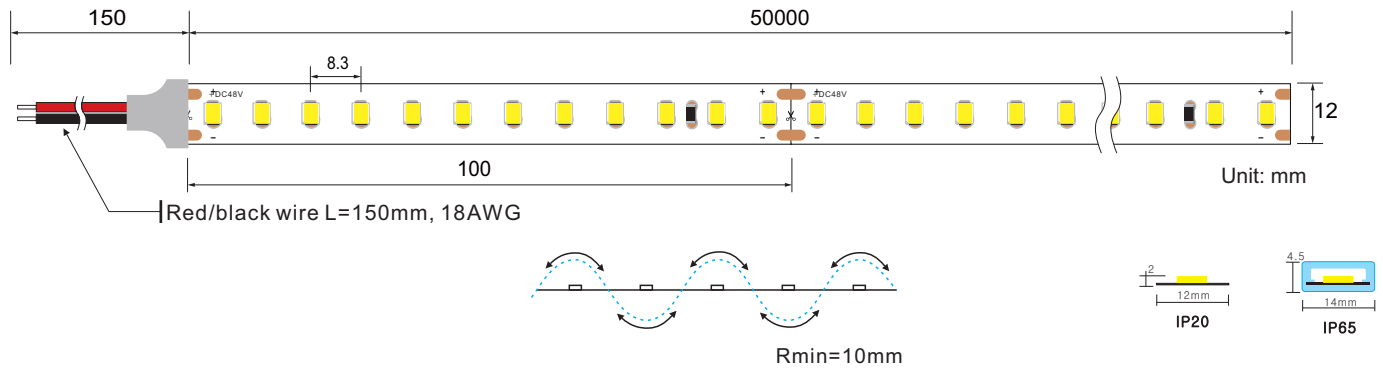 150
50000
8.3
+DC48V
+
+DC48V
+
-
-
-
-
12
100
Unit: mm
Red/black wire L=150mm, 18AWG
Rmin=10mm
2
12mm
IP20
4.5
14mm
IP65